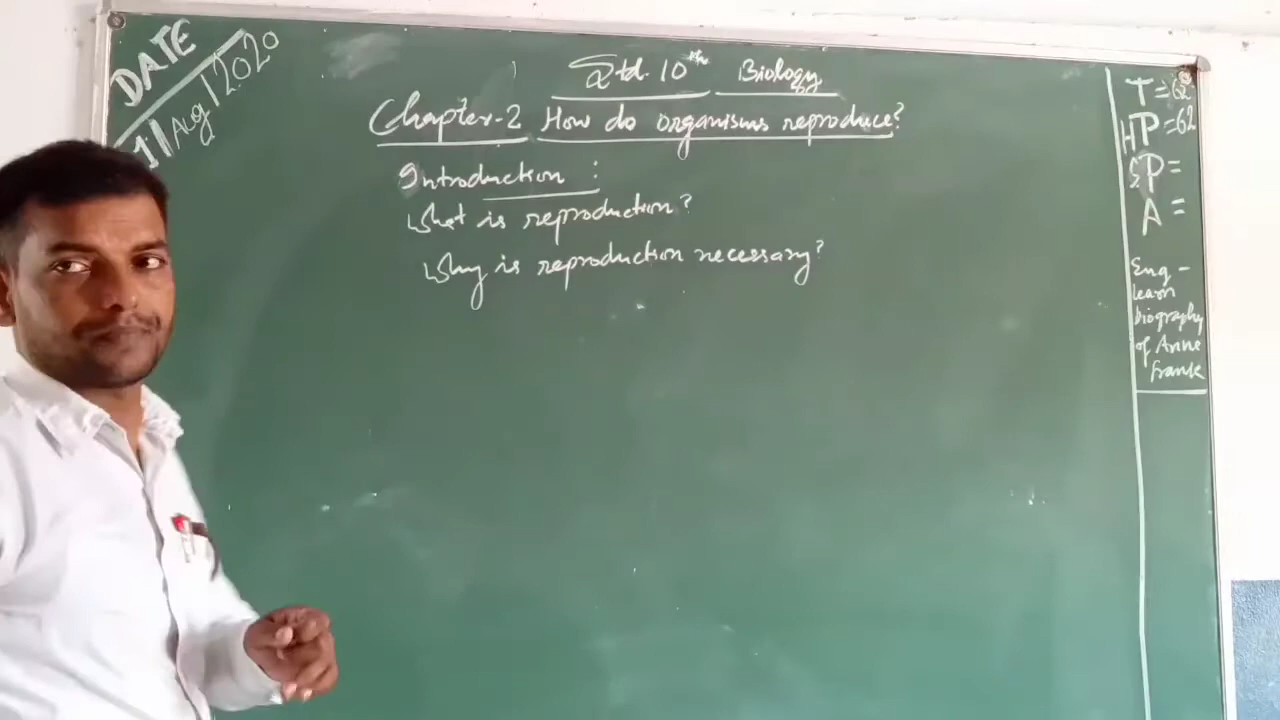 DATE
11 Aug 2020
Std. 10th Biology
Chapter-2 How do organisms reproduce?
Introduction :
What is reproduction?
Why is reproduction necessary?
T = 62
HP = 62
P =
A =
Eng -
learn
biography
of Anne
Frank